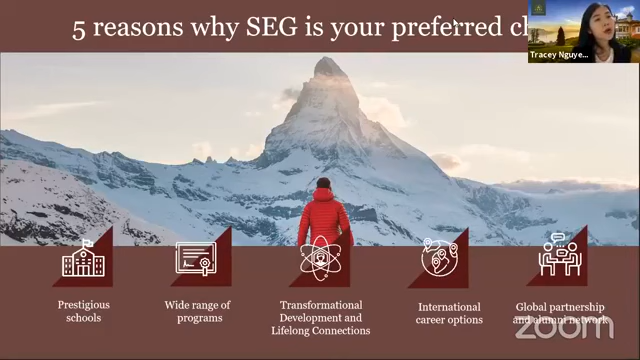 5 reasons why SEG is your preferred ch
Tracey Nguye...
Prestigious
schools
Wide range of
programs
Transformational
Development and
Lifelong Connections
International
career options
Global partnership
and alumni network
zoom